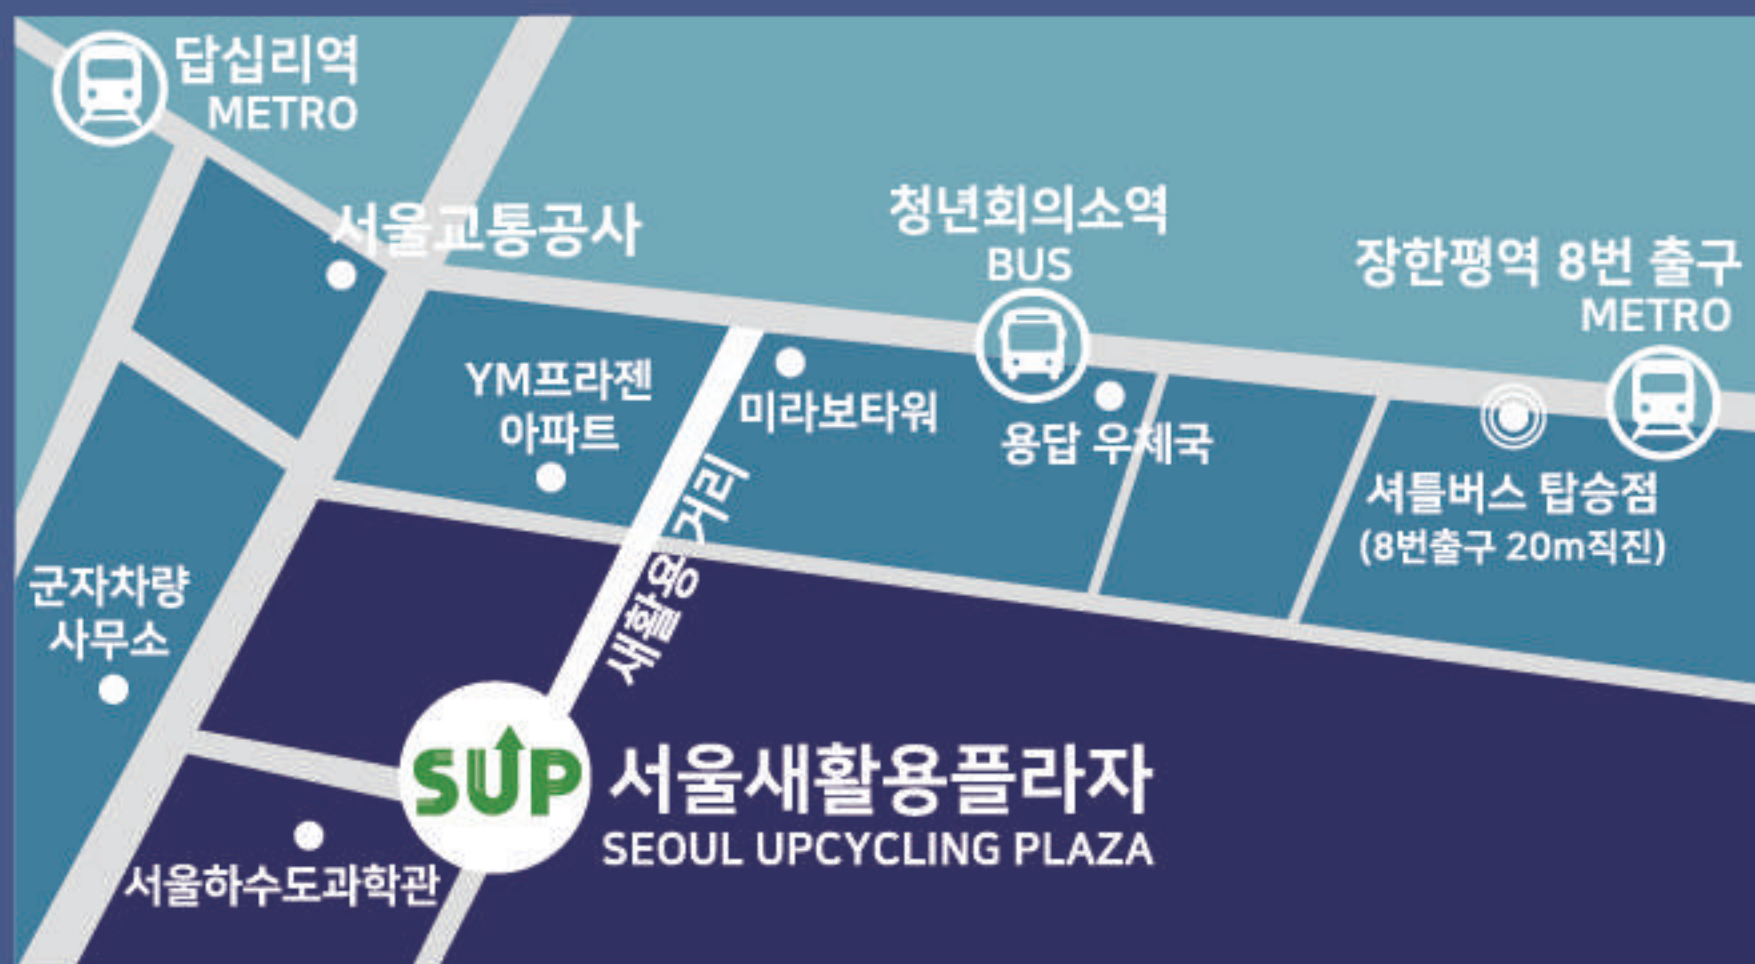 답십리역
METRO
서울교통공사
청년회의소역
BUS
장한평역 8번 출구
METRO
YM프라젠
아파트
미라보타워
용답 우체국
셔틀버스 탑승점
(8번출구 20m직진)
새활용거리
군자차량
사무소
SUP
서울새활용플라자
SEOUL UPCYCLING PLAZA
서울하수도과학관